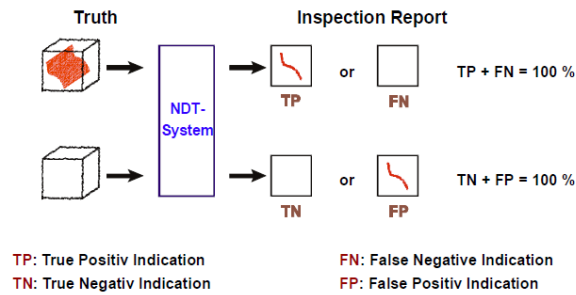 Truth
Inspection Report
NDT-
System
TP
or
FN
TP + FN = 100 %
TN
or
FP
TN + FP = 100 %
TP: True Positiv Indication
FN: False Negative Indication
TN: True Negativ Indication
FP: False Positiv Indication